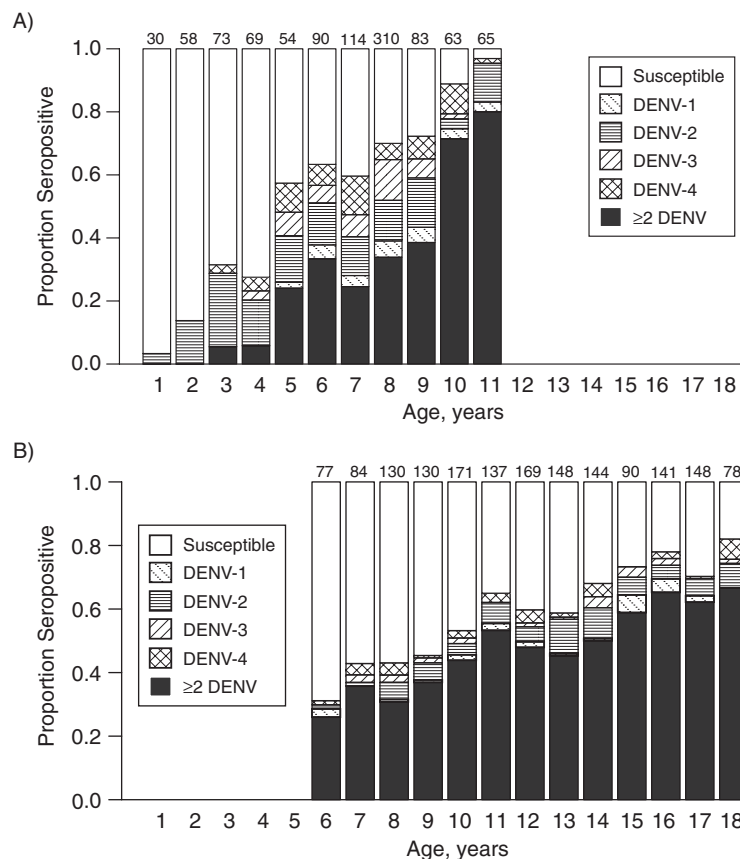 A)
30 58 73 69 54 90 114 310 83 63 65
1.0
0.8
0.6
0.4
0.2
0.0
Proportion Seropositive
Susceptible
DENV-1
DENV-2
DENV-3
DENV-4
≥2 DENV
1 2 3 4 5 6 7 8 9 10 11 12 13 14 15 16 17 18
Age, years
B)
77 84 130 130 171 137 169 148 144 90 141 148 78
1.0
0.8
0.6
0.4
0.2
0.0
Proportion Seropositive
Susceptible
DENV-1
DENV-2
DENV-3
DENV-4
≥2 DENV
1 2 3 4 5 6 7 8 9 10 11 12 13 14 15 16 17 18
Age, years